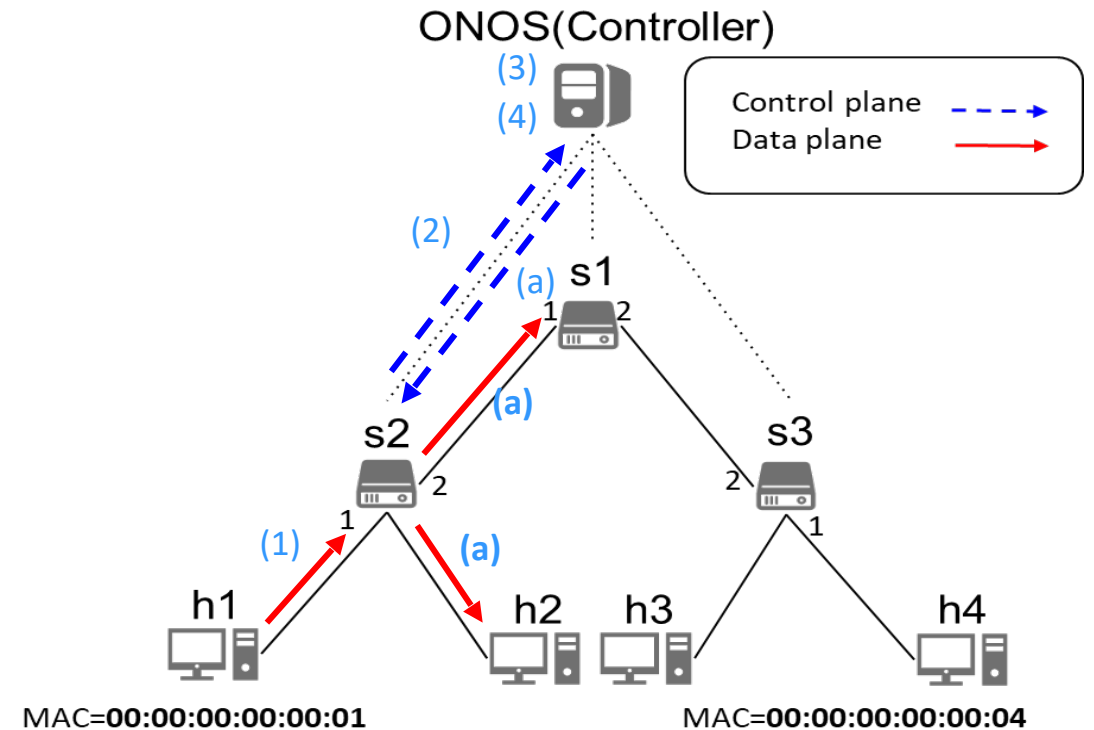 ONOS(Controller)
(3)
(4)
Control plane
Data plane
(2)
s1
(a)
1
2
(a)
s2
s3
2
2
1
1
(1)
(a)
h1
h2
h3
h4
MAC=00:00:00:00:00:01
MAC=00:00:00:00:00:04